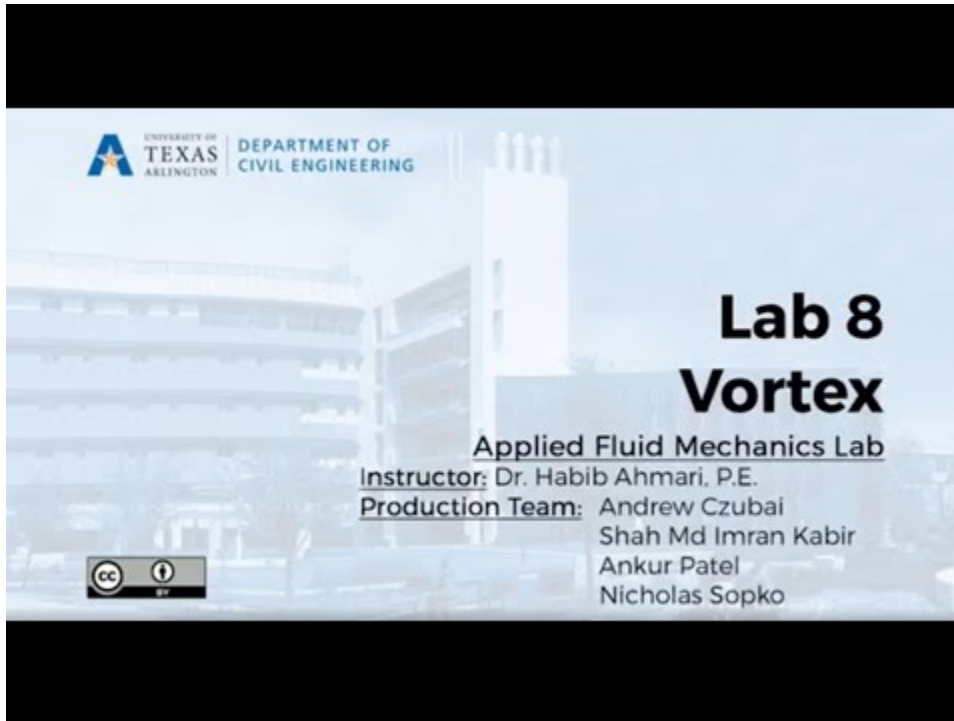 UNIVERSITY OF
TEXAS
ARLINGTON
DEPARTMENT OF
CIVIL ENGINEERING
Lab 8
Vortex
Applied Fluid Mechanics Lab
Instructor: Dr. Habib Ahmari, P.E.
Production Team: Andrew Czubai
Shah Md Imran Kabir
Ankur Patel
Nicholas Sopko
cc
BY